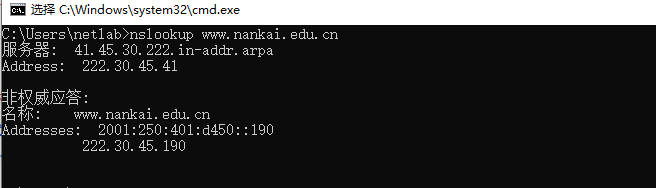 选择 C:\Windows\system32\cmd.exe
C:\Users\netlab>nslookup www.nankai.edu.cn
服务器:  41.45.30.222.in-addr.arpa
Address:  222.30.45.41
非权威应答:
名称:    www.nankai.edu.cn
Addresses:  2001:250:401:d450::190
222.30.45.190